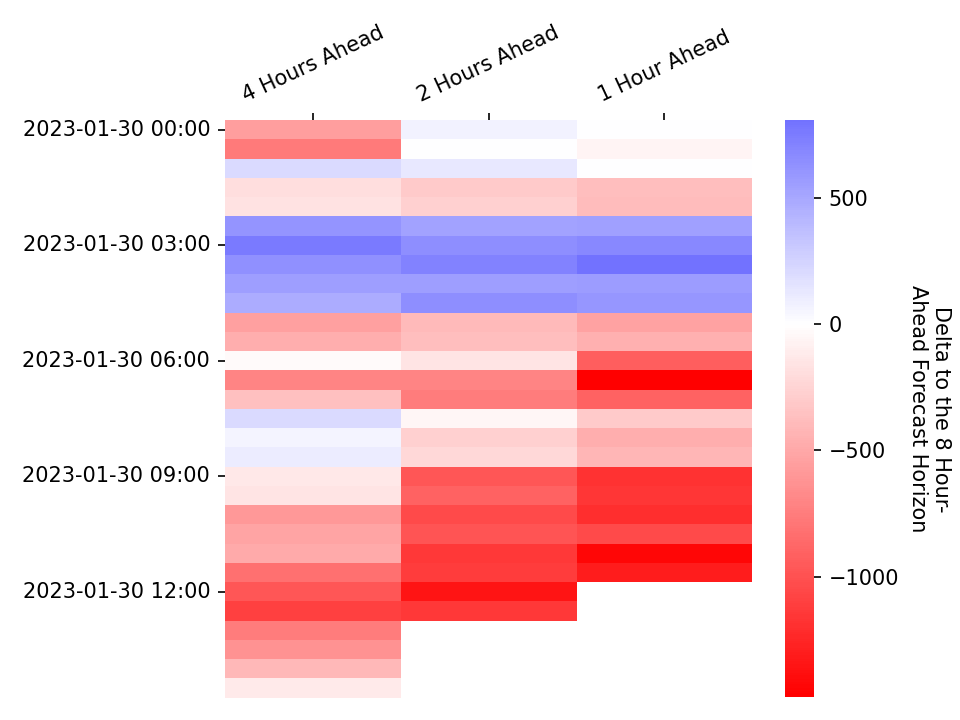 4 Hours Ahead
2 Hours Ahead
1 Hour Ahead
2023-01-30 00:00
2023-01-30 03:00
2023-01-30 06:00
2023-01-30 09:00
2023-01-30 12:00
500
0
−500
−1000
Delta to the 8 Hour-
Ahead Forecast Horizon